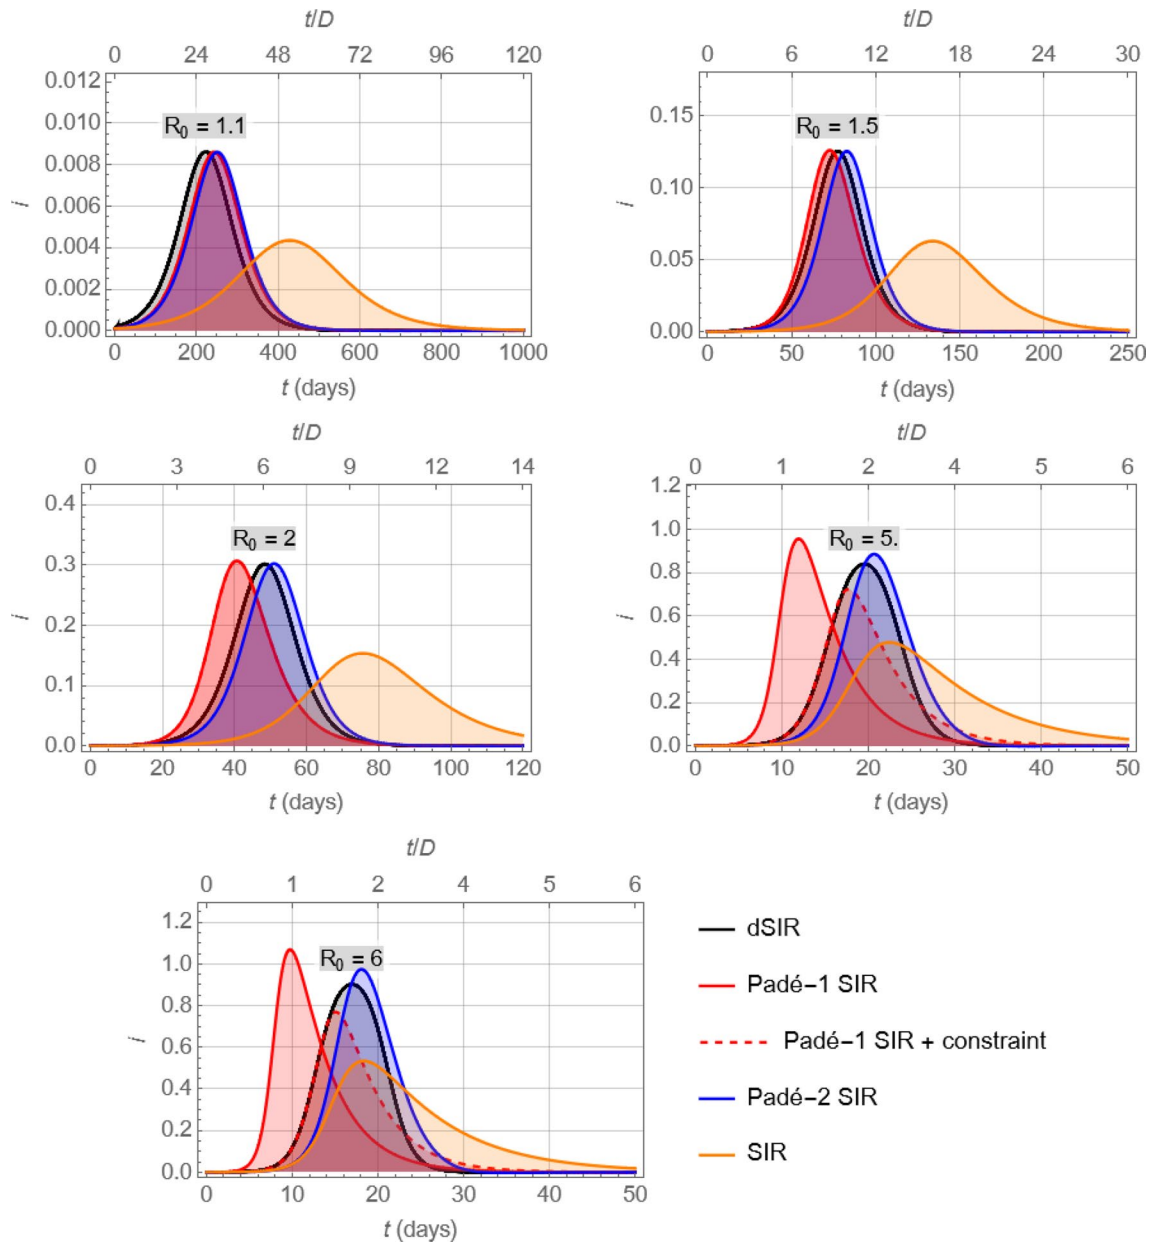 t/D
0 24 48 72 96 120
0.012
0.010
0.008
0.006
0.004
0.002
0.000
i
R0 = 1.1
0 200 400 600 800 1000
t (days)
t/D
0 6 12 18 24 30
0.15
0.10
0.05
0.00
i
R0 = 1.5
0 50 100 150 200 250
t (days)
t/D
0 3 6 9 12 14
0.4
0.3
0.2
0.1
0.0
i
R0 = 2
0 20 40 60 80 100 120
t (days)
t/D
0 1 2 4 5 6
1.2
1.0
0.8
0.6
0.4
0.2
0.0
i
R0 = 5.
0 10 20 30 40 50
t (days)
t/D
0 1 2 4 5 6
1.2
1.0
0.8
0.6
0.4
0.2
0.0
i
R0 = 6
0 10 20 30 40 50
t (days)
dSIR
Padé−1 SIR
Padé−1 SIR + constraint
Padé−2 SIR
SIR